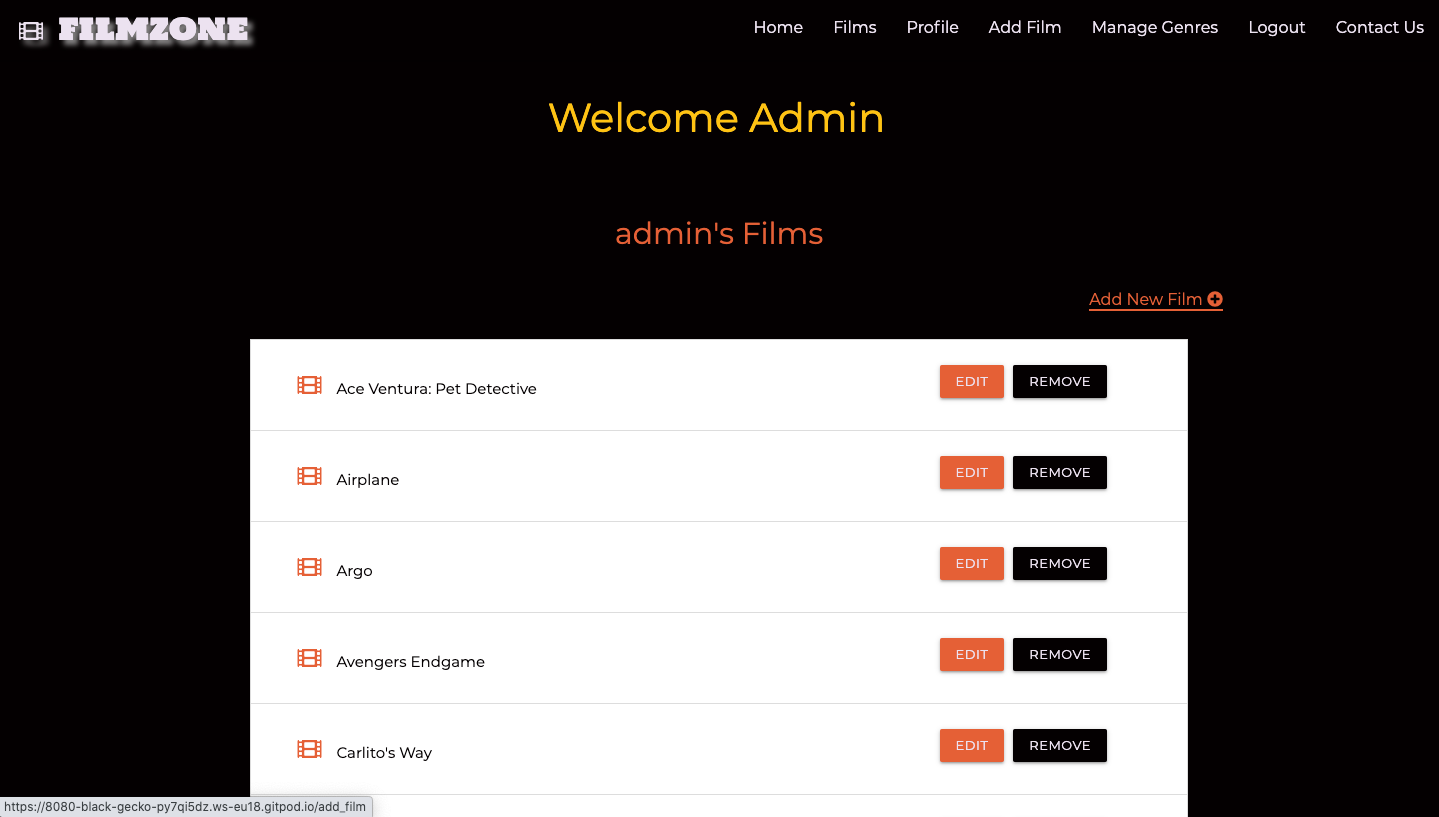 FILMZONE
Home Films Profile Add Film Manage Genres Logout Contact Us
Welcome Admin
admin's Films
Add New Film
Ace Ventura: Pet Detective EDIT REMOVE
Airplane EDIT REMOVE
Argo EDIT REMOVE
Avengers Endgame EDIT REMOVE
Carlito's Way EDIT REMOVE
https://8080-black-gecko-py7qi5dz.ws-eu18.gitpod.io/add_film